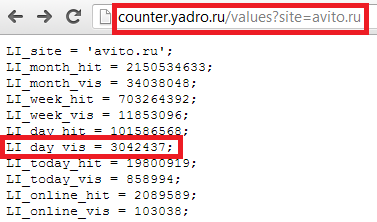 counter.yadro.ru/values?site=avito.ru
LI_site = 'avito.ru';
LI_month_hit = 2150534633;
LI_month_vis = 34038048;
LI_week_hit = 703264392;
LI_week_vis = 11853096;
LI_day_hit = 101586568;
LI_day_vis = 3042437;
LI_today_hit = 19800919;
LI_today_vis = 858994;
LI_online_hit = 2089589;
LI_online_vis = 103038;